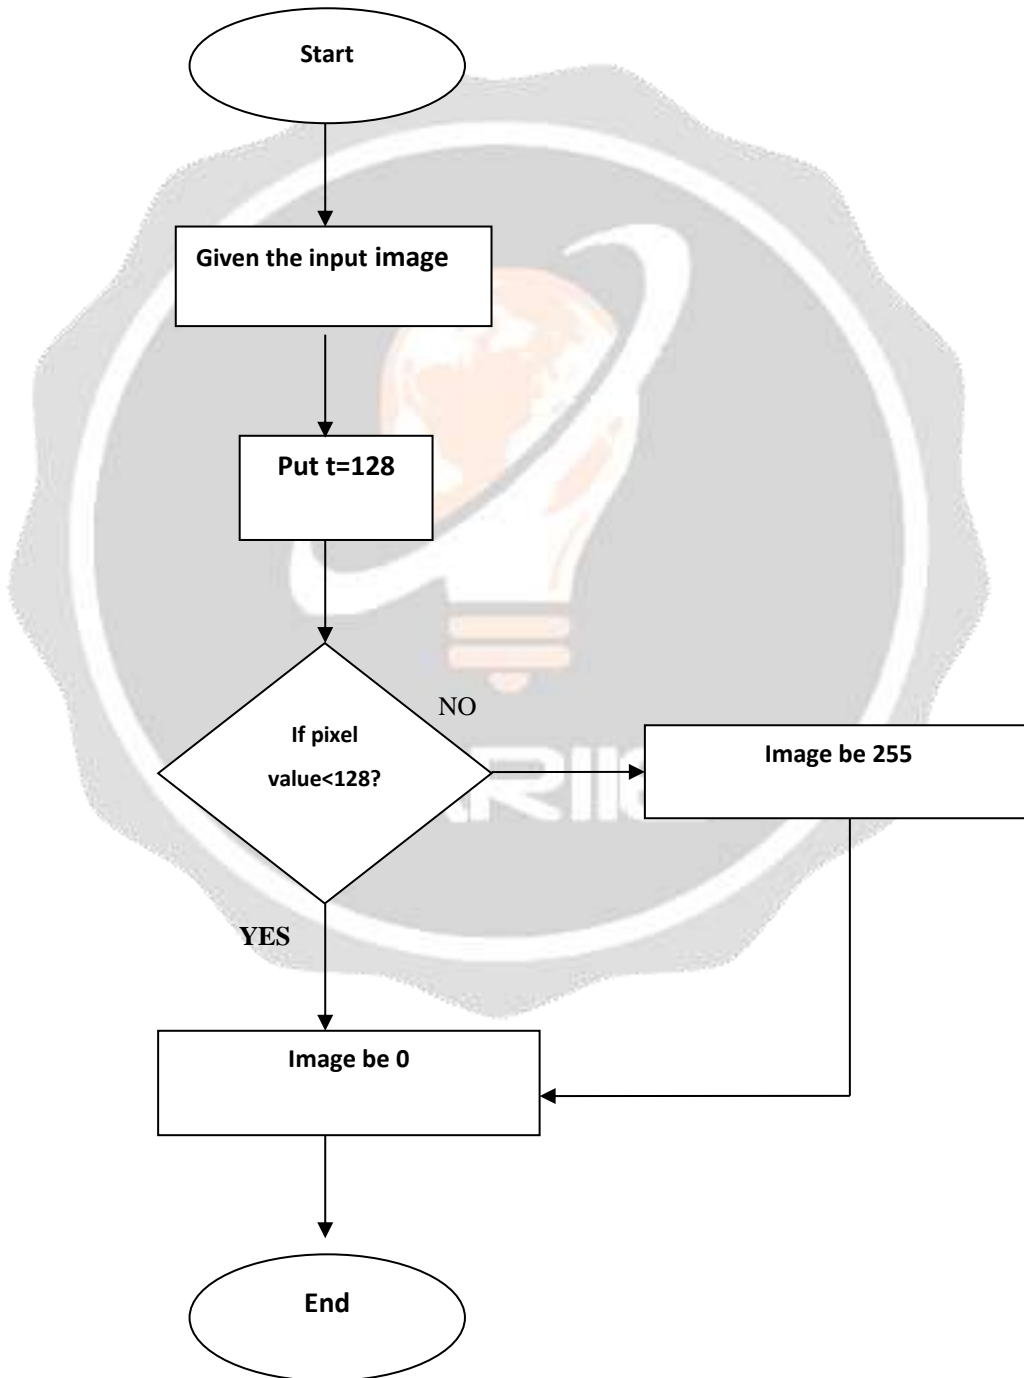 Start
Given the input image
Put t=128
NO
If pixel
value<128?
Image be 255
YES
Image be 0
End